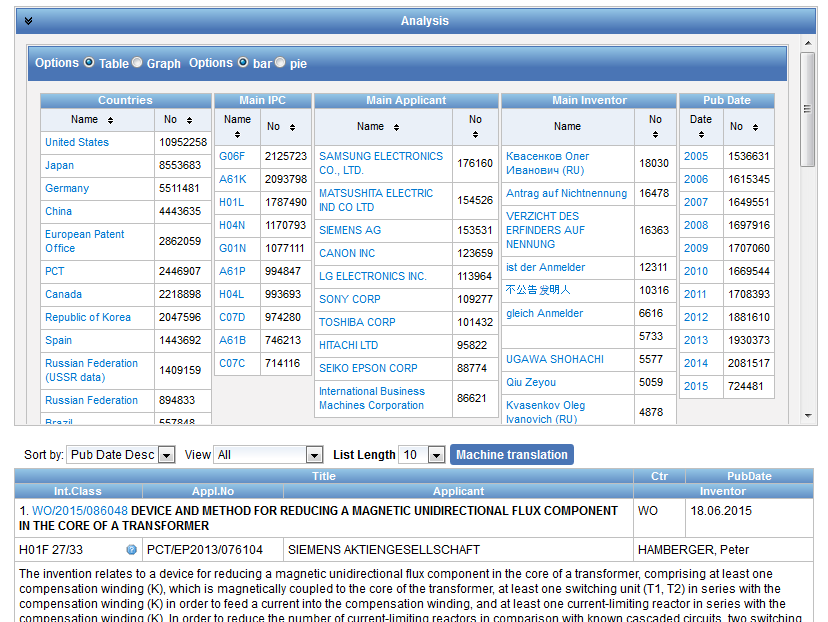 Analysis
Options Table Graph Options bar pie
Countries
Name No
United States 10952258
Japan 8553683
Germany 5511481
China 4443635
European Patent
Office 2862059
PCT 2446907
Canada 2218898
Republic of Korea 2047596
Spain 1443692
Russian Federation
(USSR data) 1409159
Russian Federation 894833
Brazil 557848
Main IPC
Name No
G06F 2125723
A61K 2093798
H01L 1787490
H04N 1170793
G01N 1077111
A61P 994847
H04L 993693
C07D 974280
A61B 746213
C07C 714116
Main Applicant
Name No
SAMSUNG ELECTRONICS
CO., LTD. 176160
MATSUSHITA ELECTRIC
IND CO LTD 154526
SIEMENS AG 153531
CANON INC 123659
LG ELECTRONICS INC. 113964
SONY CORP 109277
TOSHIBA CORP 101432
HITACHI LTD 95822
SEIKO EPSON CORP 88774
International Business
Machines Corporation 86621
Main Inventor
Name No
Квасенков Олег
Иванович (RU) 18030
Antrag auf Nichtnennung 16478
VERZICHT DES
ERFINDERS AUF
NENNUNG 16363
ist der Anmelder 12311
不公告发明人 10316
gleich Anmelder 6616
5733
UGAWA SHOHACHI 5577
Qiu Zeyou 5059
Kvasenkov Oleg
Ivanovich (RU) 4878
Pub Date
Date No
2005 1536631
2006 1615345
2007 1649551
2008 1697916
2009 1707060
2010 1669544
2011 1708393
2012 1881610
2013 1930373
2014 2081517
2015 724481
Sort by: Pub Date Desc View All List Length 10 Machine translation
Title Ctr PubDate
Int.Class Appl.No Applicant Inventor
1. WO/2015/086048 DEVICE AND METHOD FOR REDUCING A MAGNETIC UNIDIRECTIONAL FLUX COMPONENT WO 18.06.2015
IN THE CORE OF A TRANSFORMER
H01F 27/33 PCT/EP2013/076104 SIEMENS AKTIENGESELLSCHAFT HAMBERGER, Peter
The invention relates to a device for reducing a magnetic unidirectional flux component in the core of a transformer, comprising at least one
compensation winding (K), which is magnetically coupled to the core of the transformer, at least one switching unit (T1, T2) in series with the
compensation winding (K) in order to feed a current into the compensation winding, and at least one current-limiting reactor in series with the
compensation winding (K). In order to reduce the number of current-limiting reactors in comparison with known cascaded circuits, two switching